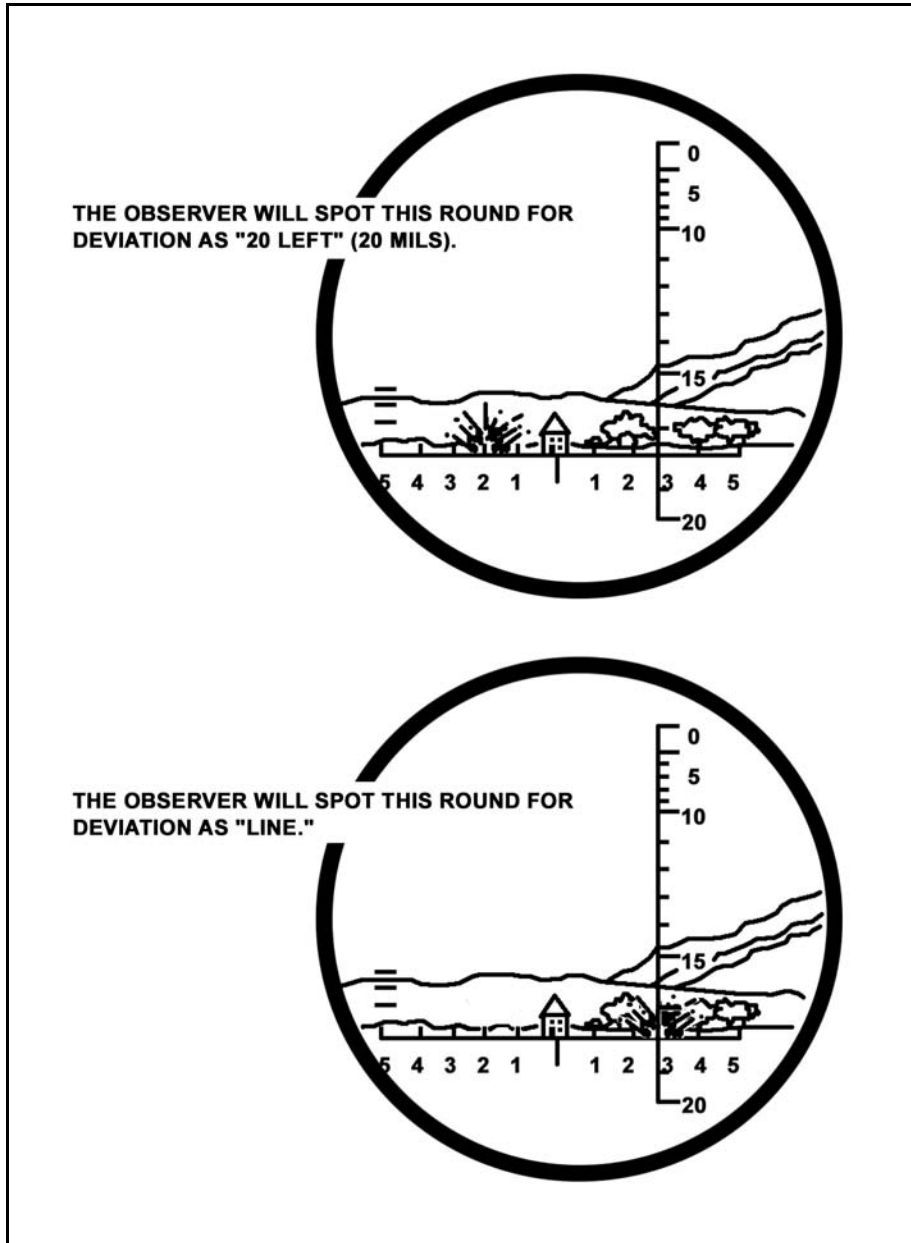 0
5
THE OBSERVER WILL SPOT THIS ROUND FOR
DEVIATION AS "20 LEFT" (20 MILS).
10
15
5 4 3 2 1 1 2 3 4 5
20
0
5
THE OBSERVER WILL SPOT THIS ROUND FOR
DEVIATION AS "LINE."
10
15
5 4 3 2 1 1 2 3 4 5
20